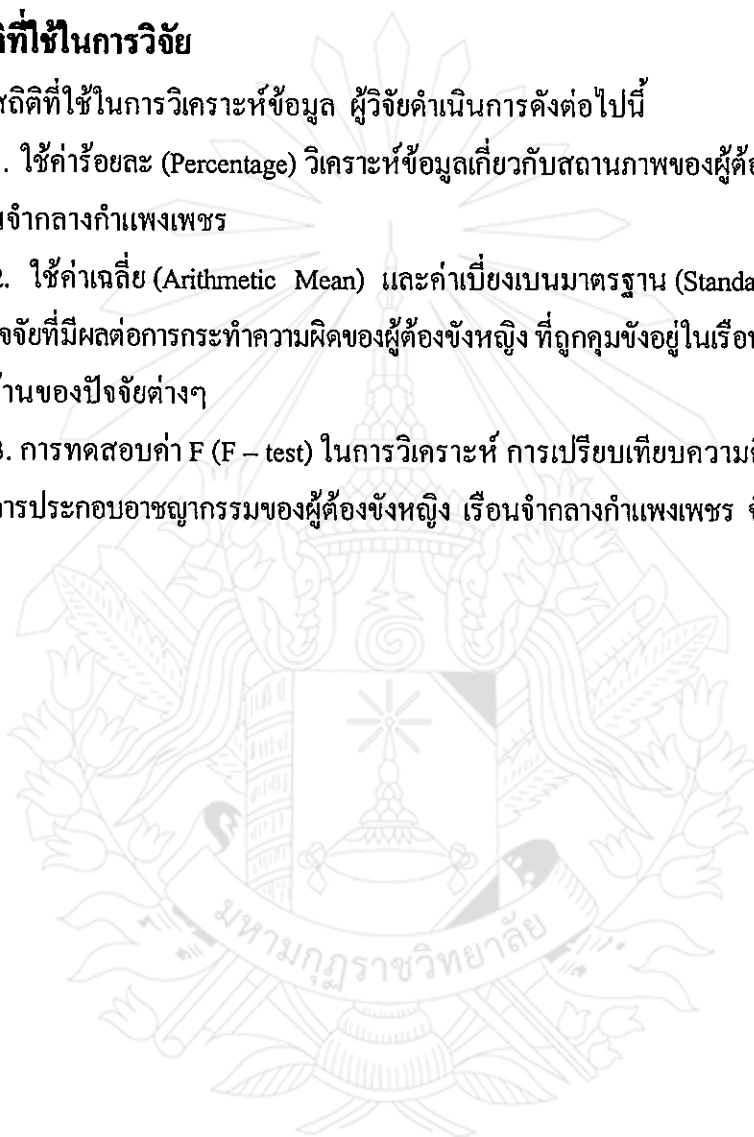 ที่ใช้ในการวิจัย
สถิติที่ใช้ในการวิเคราะห์ข้อมูล ผู้วิจัยดำเนินการดังต่อไปนี้
. ใช้ค่าร้อยละ (Percentage) วิเคราะห์ข้อมูลเกี่ยวกับสถานภาพของผู้ต้อ
จำกลางกำแพงเพชร
2. ใช้ค่าเฉลี่ย (Arithmetic Mean) และค่าเบี่ยงเบนมาตรฐาน (Standa
จจัยที่มีผลต่อการกระทำความผิดของผู้ต้องขังหญิง ที่ถูกคุมขังอยู่ในเรือน
้านของปัจจัยต่างๆ
3. การทดสอบค่า F (F – test) ในการวิเคราะห์ การเปรียบเทียบความ
ารประกอบอาชญากรรมของผู้ต้องขังหญิง เรือนจำกลางกำแพงเพชร
มหามกุฏราชวิทยาลัย